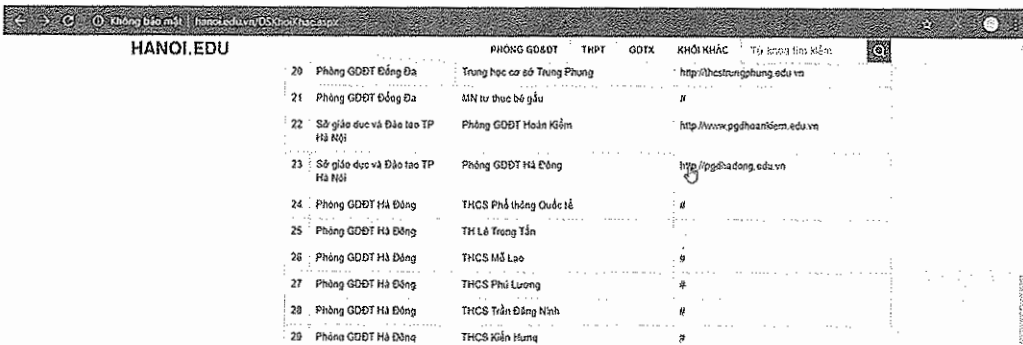 Không bảo mật | hanoi.edu.vn/DSKhoiKhac.aspx
HANOI.EDU PHÒNG GD&ĐT THPT GDTX KHỐI KHÁC Từ khóa tìm kiếm
20 Phòng GDĐT Đống Đa Trung học cơ sở Trung Phụng http://thcstrungphung.edu.vn
21 Phòng GDĐT Đống Đa MN tư thục bé gấu #
22 Sở giáo dục và Đào tạo TP Hà Nội Phòng GDĐT Hoàn Kiếm http://www.pgdhoankiem.edu.vn
23 Sở giáo dục và Đào tạo TP Hà Nội Phòng GDĐT Hà Đông http://pgdhadong.edu.vn
24 Phòng GDĐT Hà Đông THCS Phổ thông Quốc tế #
25 Phòng GDĐT Hà Đông TH Lê Trọng Tấn
26 Phòng GDĐT Hà Đông THCS Mỗ Lao #
27 Phòng GDĐT Hà Đông THCS Phú Lương #
28 Phòng GDĐT Hà Đông THCS Trần Đăng Ninh #
29 Phòng GDĐT Hà Đông THCS Kiến Hưng #